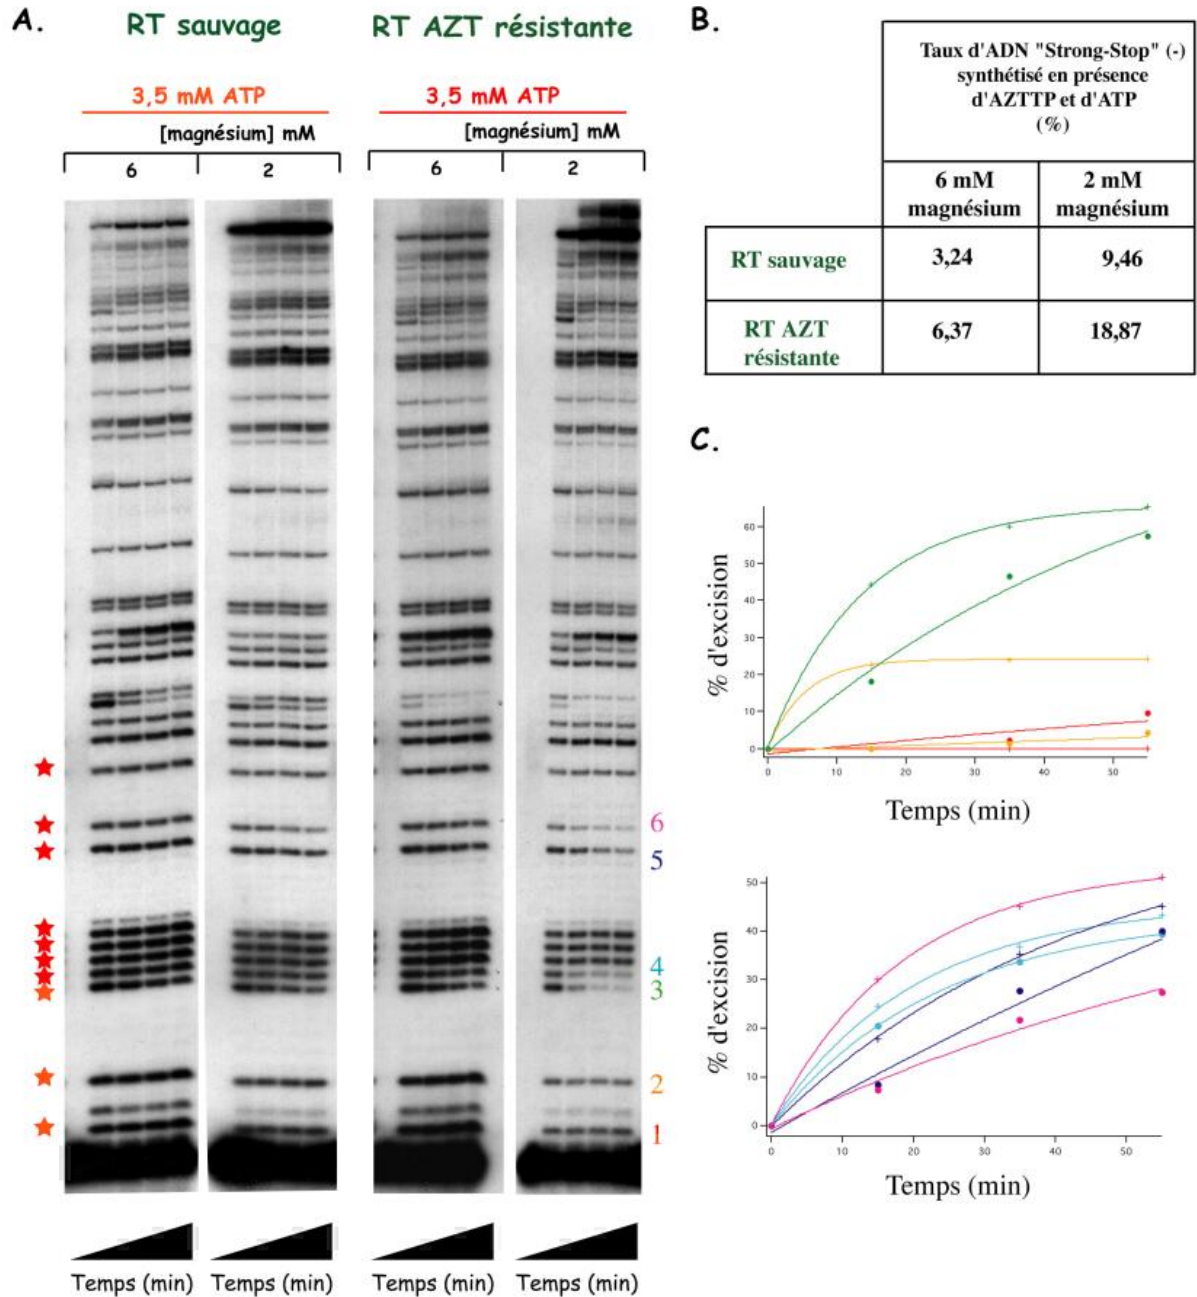 A.
RT sauvage
RT AZT résistante
3,5 mM ATP
3,5 mM ATP
[magnésium] mM
[magnésium] mM
6
2
6
2
6
5
4
3
2
1
Temps (min)
Temps (min)
Temps (min)
Temps (min)
B.
Taux d'ADN "Strong-Stop" (-)
synthétisé en présence
d'AZTTP et d'ATP
(%)
6 mM
magnésium
2 mM
magnésium
RT sauvage
3,24
9,46
RT AZT
résistante
6,37
18,87
C.
% d'excision
60
50
40
30
20
10
0
0
10
20
30
40
50
Temps (min)
% d'excision
50
40
30
20
10
0
0
10
20
30
40
50
Temps (min)